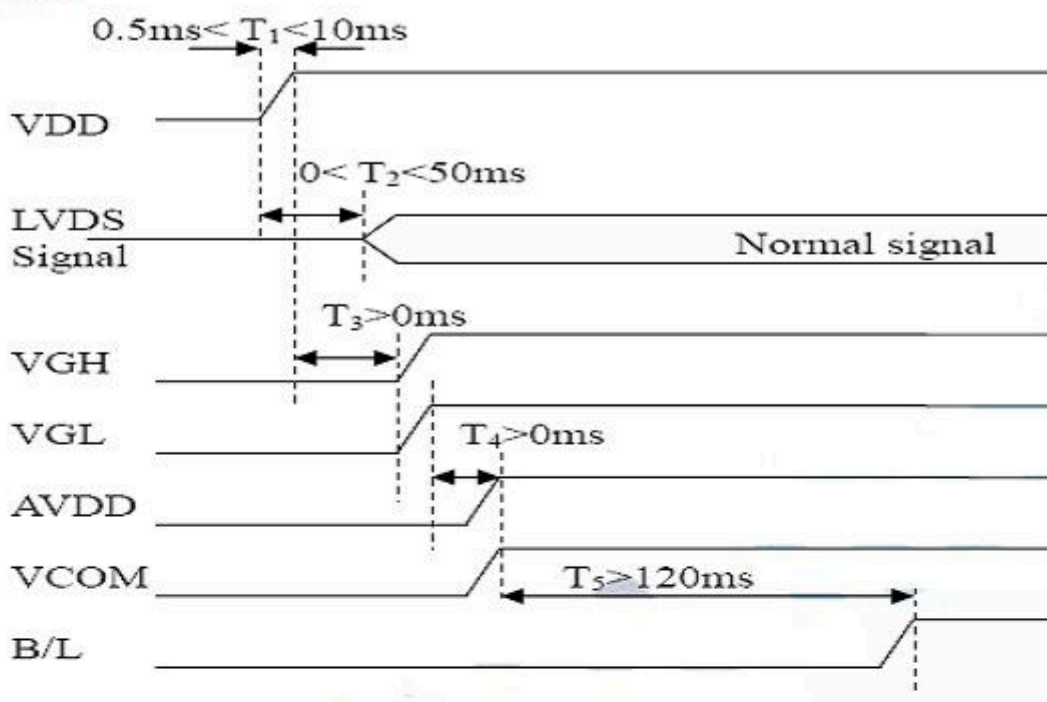 0.5ms< T₁<10ms
VDD
0< T₂<50ms
LVDS
Signal
Normal signal
T₃>0ms
VGH
VGL
T₄>0ms
AVDD
VCOM
T₅>120ms
B/L